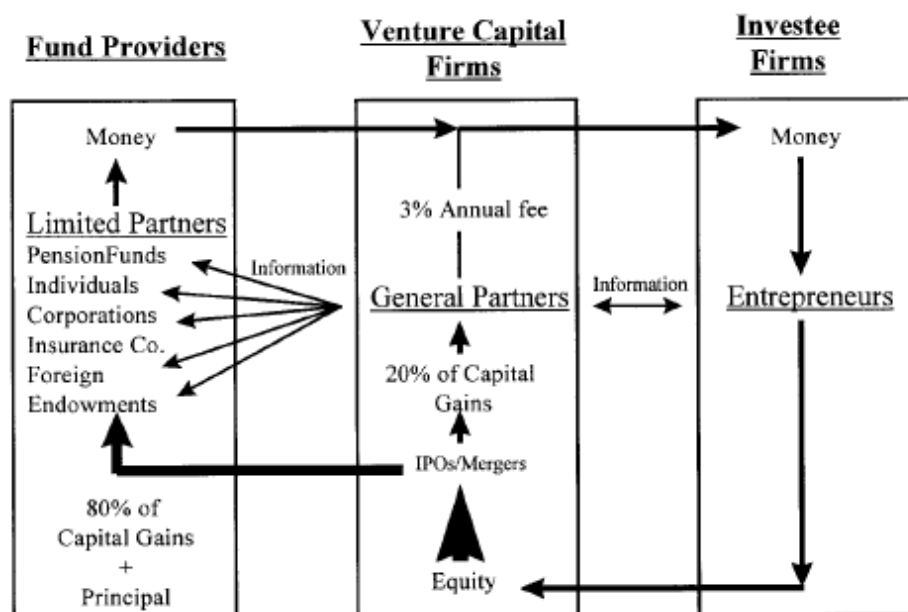 Fund Providers
Venture Capital
Firms
Investee
Firms
Money
Limited Partners
PensionFunds
Individuals
Corporations
Insurance Co.
Foreign
Endowments
80% of
Capital Gains
+
Principal
Information
3% Annual fee
General Partners
20% of Capital
Gains
IPOs/Mergers
Equity
Information
Money
Entrepreneurs